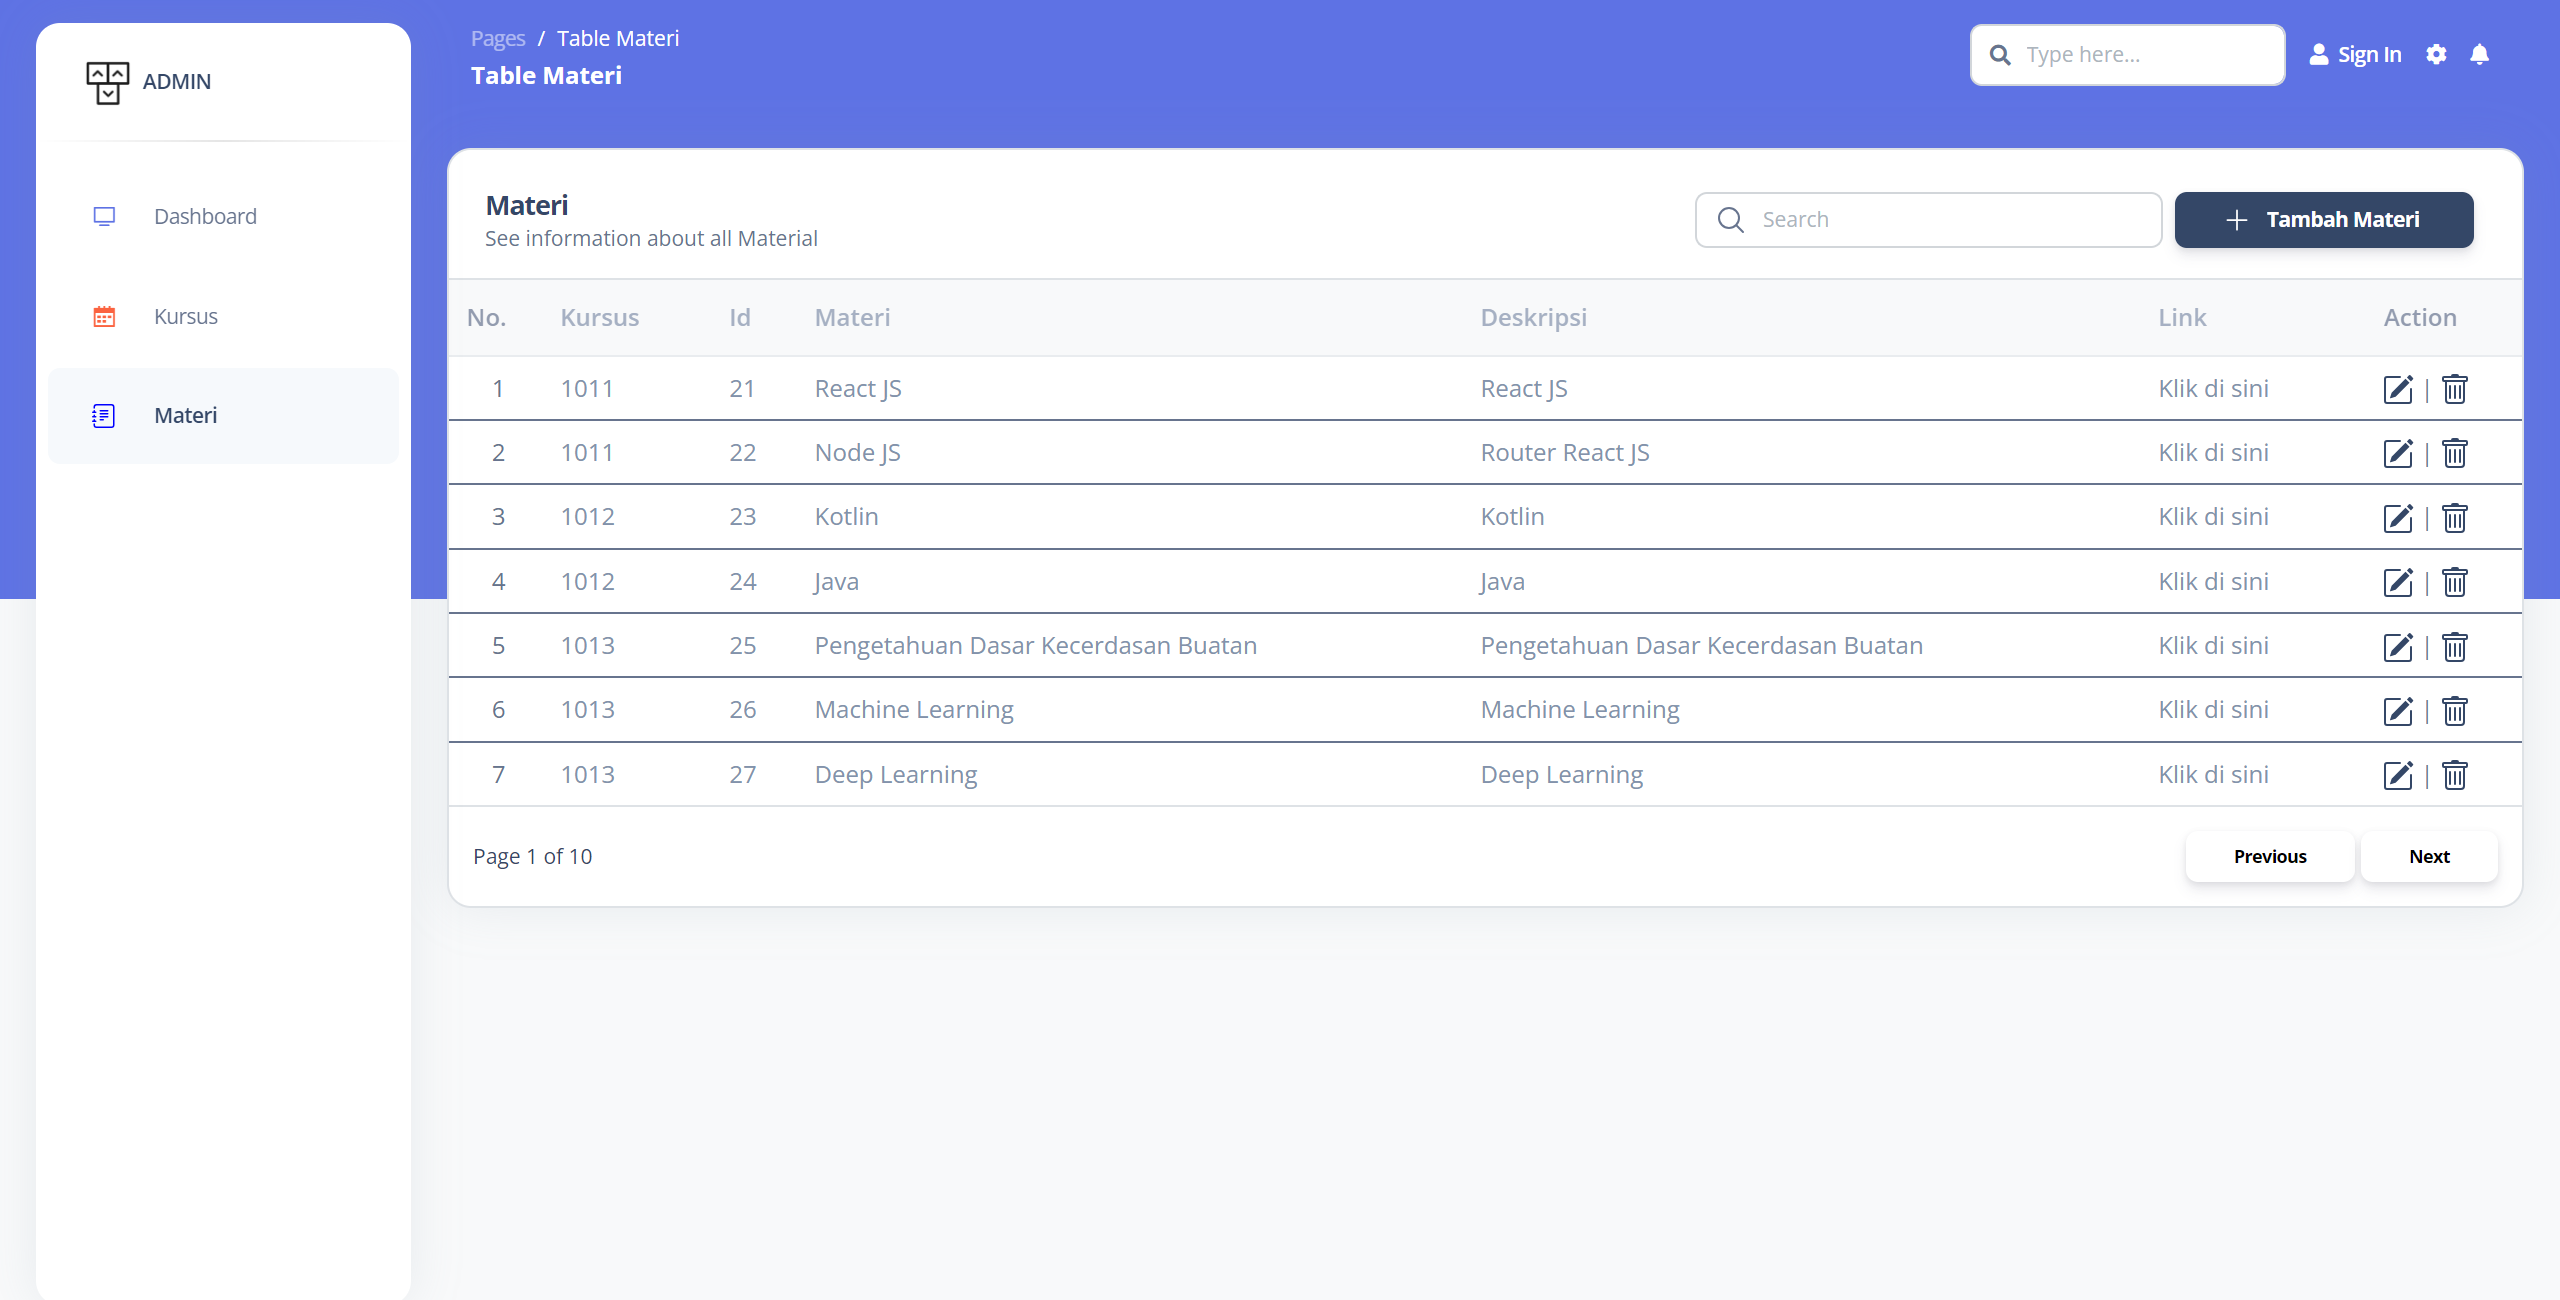 ADMIN
Dashboard
Kursus
Materi
Pages / Table Materi
Table Materi
Type here...
Sign In
Materi
See information about all Material
Search
Tambah Materi
No. Kursus Id Materi Deskripsi Link Action
1 1011 21 React JS React JS Klik di sini |
2 1011 22 Node JS Router React JS Klik di sini |
3 1012 23 Kotlin Kotlin Klik di sini |
4 1012 24 Java Java Klik di sini |
5 1013 25 Pengetahuan Dasar Kecerdasan Buatan Pengetahuan Dasar Kecerdasan Buatan Klik di sini |
6 1013 26 Machine Learning Machine Learning Klik di sini |
7 1013 27 Deep Learning Deep Learning Klik di sini |
Page 1 of 10
Previous Next